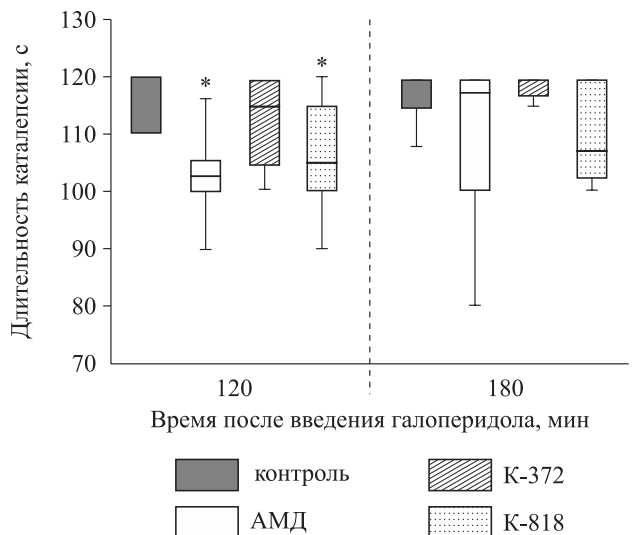 Длительность каталепсии, с
130
120
110
100
90
80
70
*
*
120
180
Время после введения галоперидола, мин
контроль
К-372
АМД
К-818